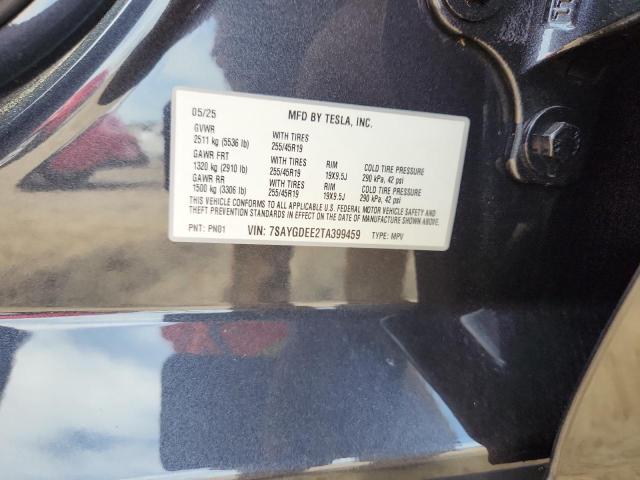 05/25 MFD BY TESLA, INC.
GVWR WITH TIRES
2511 kg (5536 lb) 255/45R19
GAWR FRT WITH TIRES RIM COLD TIRE PRESSURE
1320 kg (2910 lb) 255/45R19 19X9.5J 290 kPa, 42 psi
GAWR RR WITH TIRES RIM COLD TIRE PRESSURE
1500 kg (3306 lb) 255/45R19 19X9.5J 290 kPa, 42 psi
THIS VEHICLE CONFORMS TO ALL APPLICABLE U.S. FEDERAL MOTOR VEHICLE SAFETY AND
THEFT PREVENTION STANDARDS IN EFFECT ON THE DATE OF MANUFACTURE SHOWN ABOVE.
PNT: PN01 VIN: 7SAYGDEE2TA399459 TYPE: MPV